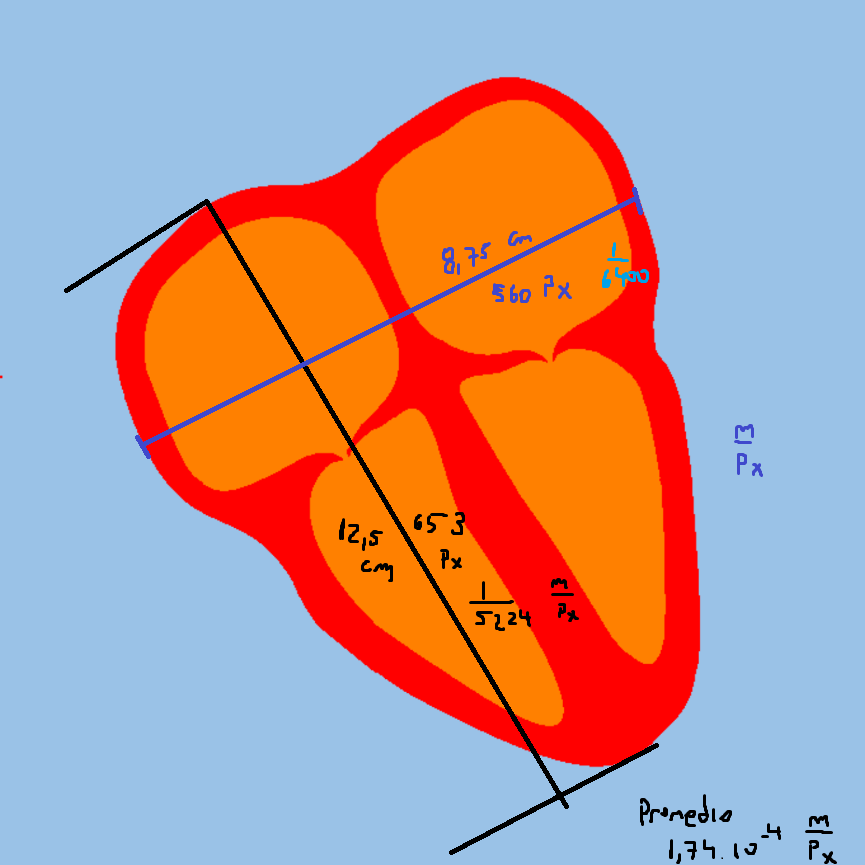 8,75 cm
560 Px
1
6400
m
Px
12,5
cm
653
Px
1
5224
m
Px
Promedio
1,74.10^-4 m
Px